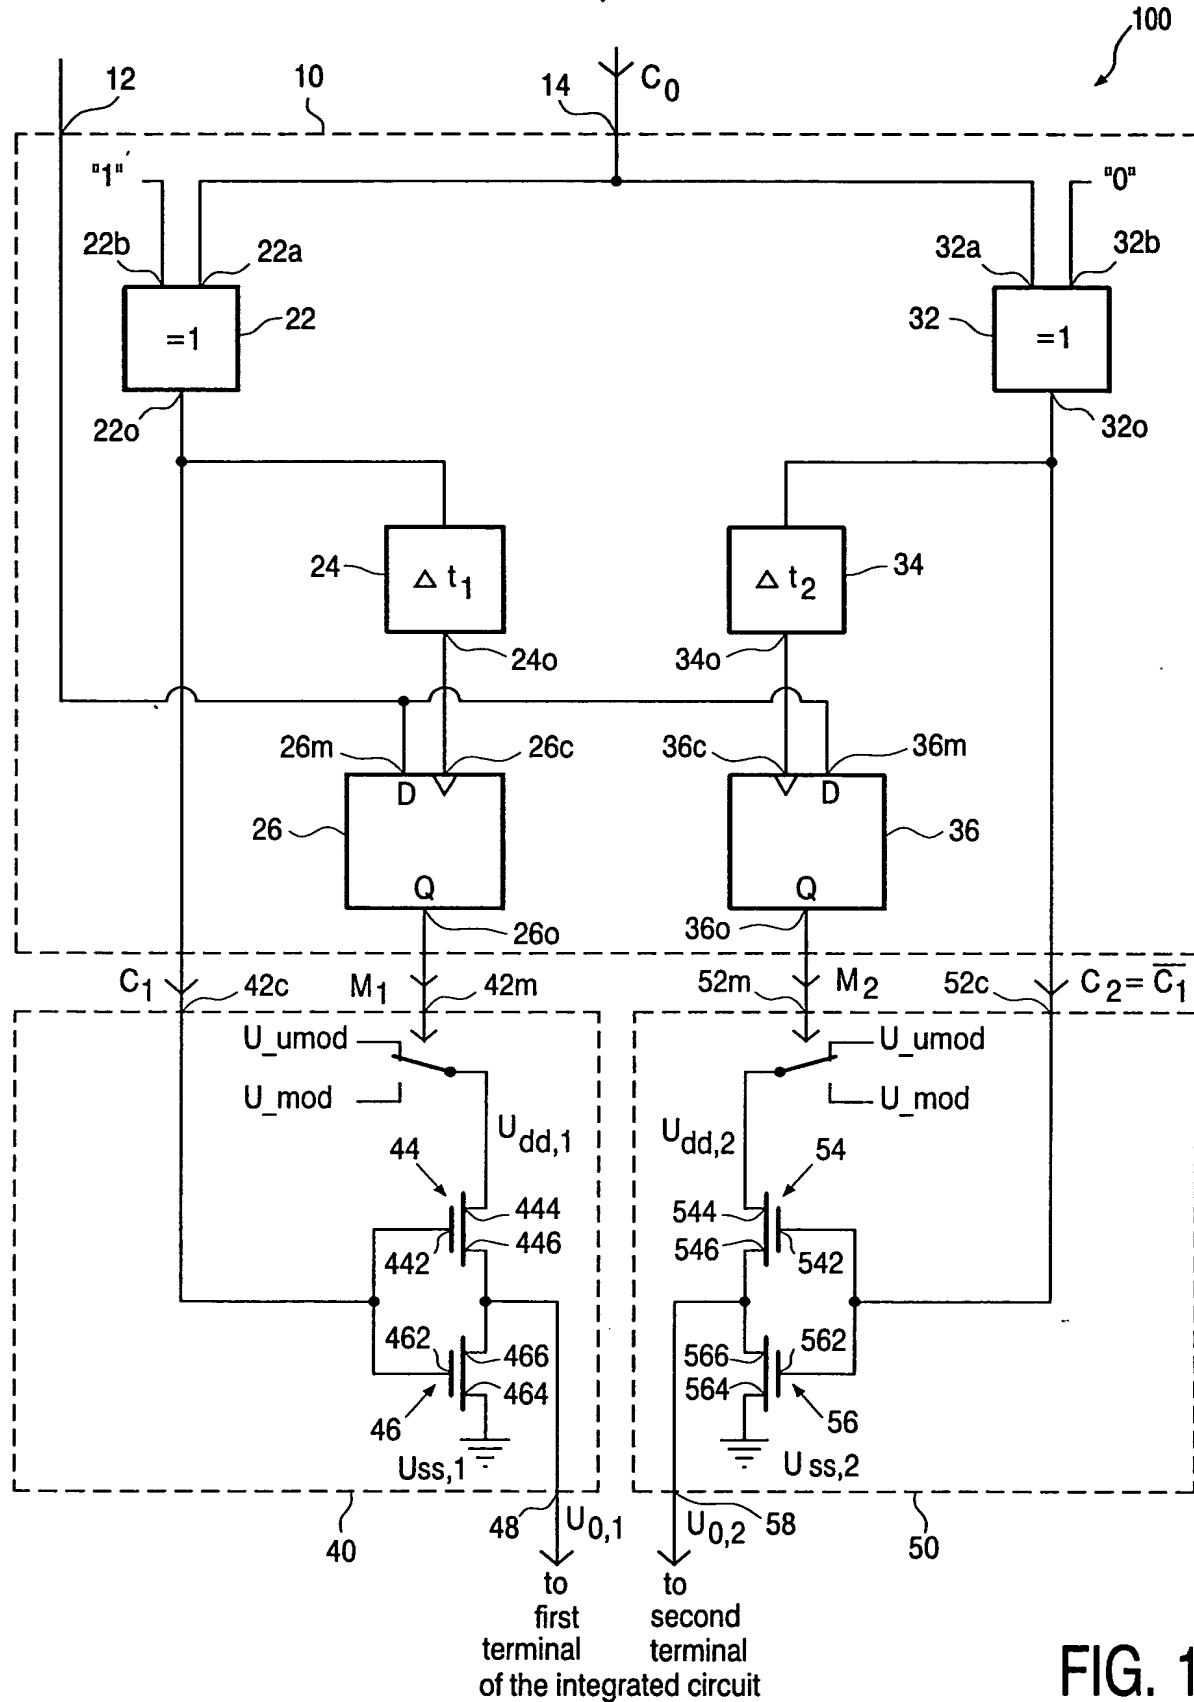 100
12 10 14 C0
"1" "0"
22b 22a 32a 32b
=1 22 32 =1
22o 32o
24 Δ t1 Δ t2 34
24o 34o
26m 26c 36c 36m
D D
26 36
Q Q
26o 36o
C1 42c M1 42m 52m M2 52c C2 = C̅1
U_umod U_umod
U_mod U_mod
Udd,1 Udd,2
44 54
444 544
446 546
442 542
462 466 566 562
464 564
46 56
Uss,1 Uss,2
48 U0,1 U0,2 58
40 50
to to
first second
terminal terminal
of the integrated circuit
FIG. 1